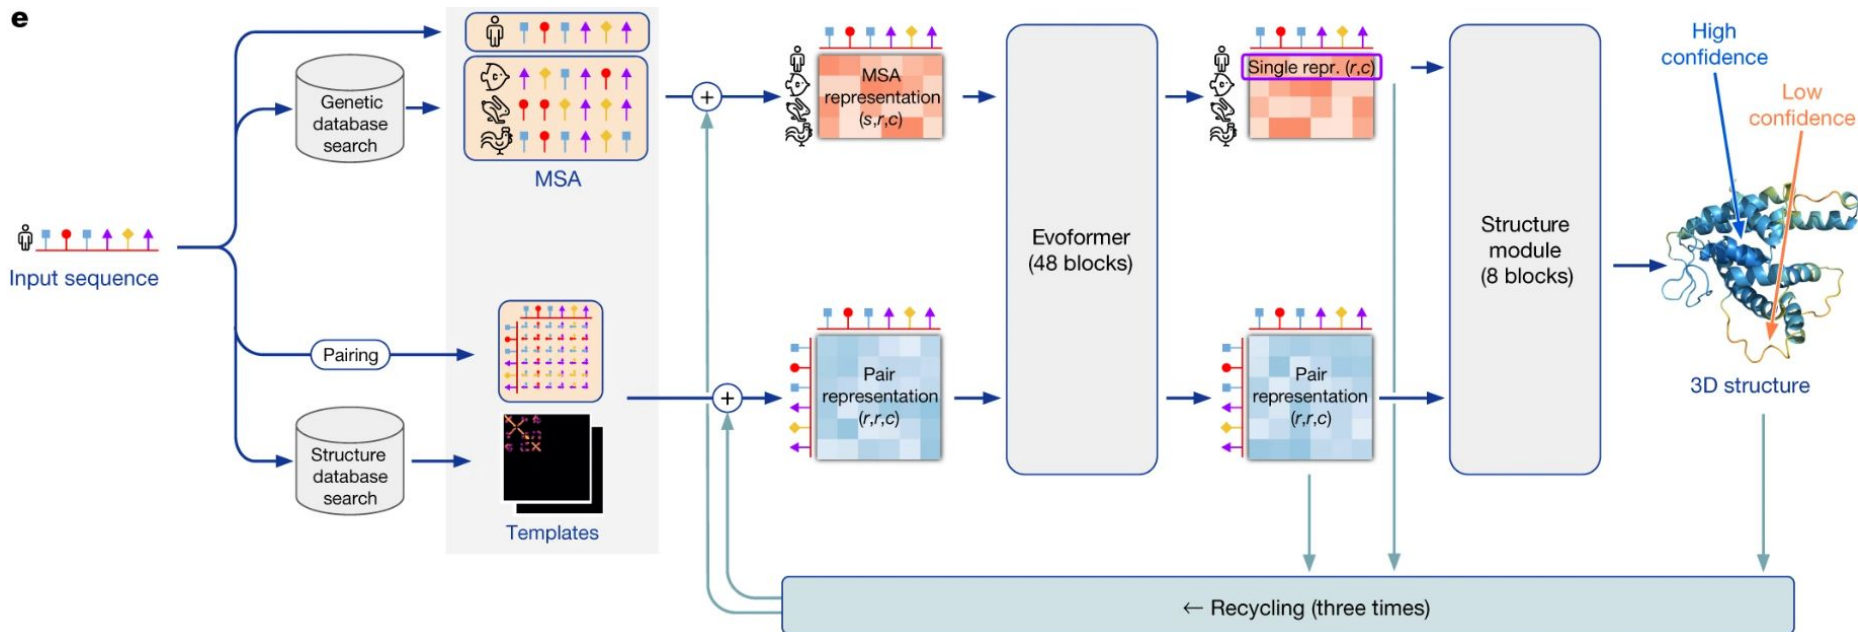 e
Input sequence
Genetic
database
search
Pairing
Structure
database
search
MSA
Templates
+
+
MSA
representation
(s,r,c)
Pair
representation
(r,r,c)
Evoformer
(48 blocks)
Single repr. (r,c)
Pair
representation
(r,r,c)
Structure
module
(8 blocks)
High
confidence
Low
confidence
3D structure
← Recycling (three times)